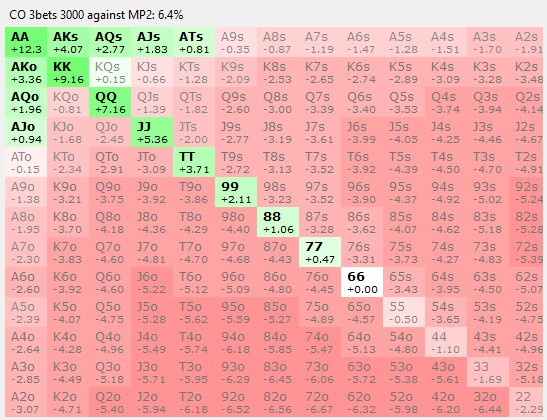 CO 3bets 3000 against MP2: 6.4%
AA AKs AQs AJs ATs A9s A8s A7s A6s A5s A4s A3s A2s
+12.3 +4.07 +2.77 +1.83 +0.81 -0.35 -0.87 -1.19 -1.47 -1.28 -1.51 -1.70 -1.91
AKo KK KQs KJs KTs K9s K8s K7s K6s K5s K4s K3s K2s
+3.36 +9.16 +0.15 -0.66 -1.28 -2.09 -2.53 -2.65 -2.74 -2.89 -3.09 -3.28 -3.48
AQo KQo QQ QJs QTs Q9s Q8s Q7s Q6s Q5s Q4s Q3s Q2s
+1.96 -0.81 +7.16 -1.39 -1.82 -2.60 -3.00 -3.39 -3.40 -3.53 -3.74 -3.94 -4.14
AJo KJo QJo JJ JTs J9s J8s J7s J6s J5s J4s J3s J2s
+0.94 -1.68 -2.45 +5.36 -2.00 -2.77 -3.19 -3.61 -3.99 -4.05 -4.25 -4.46 -4.67
ATo KTo QTo JTo TT T9s T8s T7s T6s T5s T4s T3s T2s
-0.15 -2.34 -2.91 -3.09 +3.71 -2.72 -3.13 -3.52 -3.92 -4.39 -4.50 -4.70 -4.91
A9o K9o Q9o J9o T9o 99 98s 97s 96s 95s 94s 93s 92s
-1.38 -3.21 -3.75 -3.92 -3.86 +2.11 -3.23 -3.52 -3.90 -4.37 -4.92 -5.02 -5.24
A8o K8o Q8o J8o T8o 98o 88 87s 86s 85s 84s 83s 82s
-1.95 -3.70 -4.18 -4.36 -4.29 -4.40 +1.06 -3.28 -3.62 -4.07 -4.62 -5.18 -5.28
A7o K7o Q7o J7o T7o 97o 87o 77 76s 75s 74s 73s 72s
-2.30 -3.83 -4.60 -4.81 -4.70 -4.68 -4.43 +0.47 -3.31 -3.73 -4.27 -4.83 -5.39
A6o K6o Q6o J6o T6o 96o 86o 76o 66 65s 64s 63s 62s
-2.60 -3.92 -4.60 -5.22 -5.12 -5.09 -4.80 -4.45 +0.00 -3.43 -3.95 -4.50 -5.07
A5o K5o Q5o J5o T5o 95o 85o 75o 65o 55 54s 53s 52s
-2.39 -4.07 -4.75 -5.28 -5.62 -5.59 -5.27 -4.89 -4.57 -0.50 -3.65 -4.19 -4.75
A4o K4o Q4o J4o T4o 94o 84o 74o 64o 54o 44 43s 42s
-2.64 -4.28 -4.96 -5.49 -5.74 -6.18 -5.85 -5.47 -5.13 -4.80 -1.10 -4.41 -4.96
A3o K3o Q3o J3o T3o 93o 83o 73o 63o 53o 43o 33 32s
-2.85 -4.49 -5.18 -5.71 -5.95 -6.29 -6.45 -6.06 -5.72 -5.38 -5.61 -1.69 -5.18
A2o K2o Q2o J2o T2o 92o 82o 72o 62o 52o 42o 32o 22
-3.07 -4.71 -5.40 -5.94 -6.18 -6.52 -6.56 -6.67 -6.32 -5.98 -6.20 -6.44 -2.29